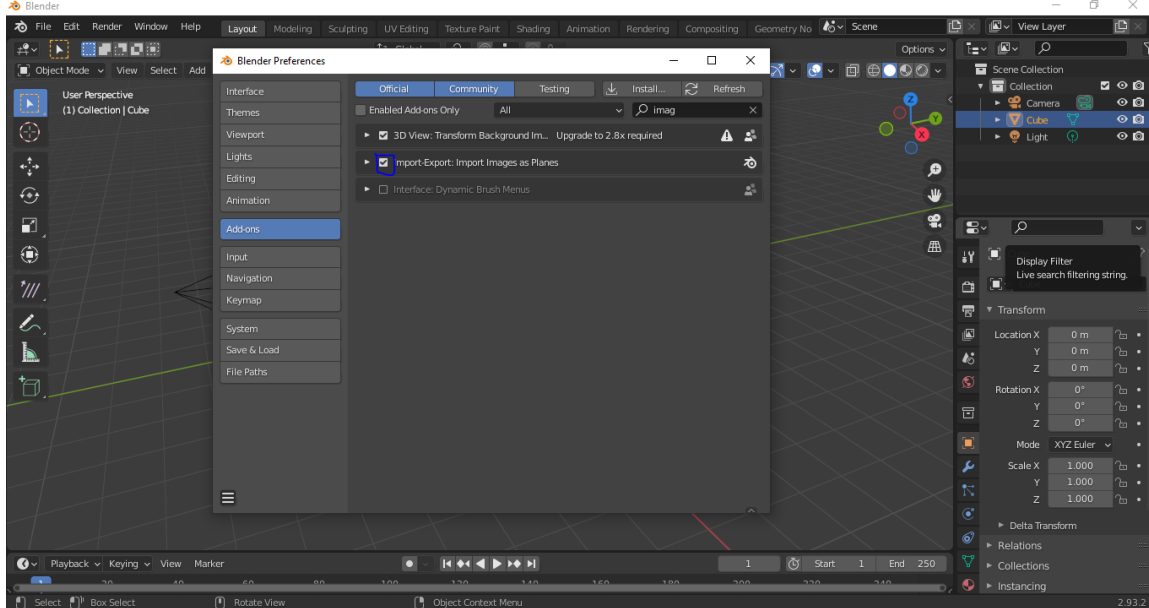 Blender
File Edit Render Window Help Layout Modeling Sculpting UV Editing Texture Paint Shading Animation Rendering Compositing Geometry No Scene View Layer
Options
Object Mode View Select Add
User Perspective
(1) Collection | Cube
Blender Preferences
Interface
Themes
Viewport
Lights
Editing
Animation
Add-ons
Input
Navigation
Keymap
System
Save & Load
File Paths
Official Community Testing Install... Refresh
Enabled Add-ons Only All imag
3D View: Transform Background Im... Upgrade to 2.8x required
mport-Export: Import Images as Planes
Interface: Dynamic Brush Menus
Scene Collection
Collection
Camera
Cube
Light
Display Filter
Live search filtering string.
Transform
Location X 0 m
Y 0 m
Z 0 m
Rotation X 0°
Y 0°
Z 0°
Mode XYZ Euler
Scale X 1.000
Y 1.000
Z 1.000
Delta Transform
Relations
Collections
Instancing
Playback Keying View Marker 1 Start 1 End 250
Select Box Select Rotate View Object Context Menu 2.93.2